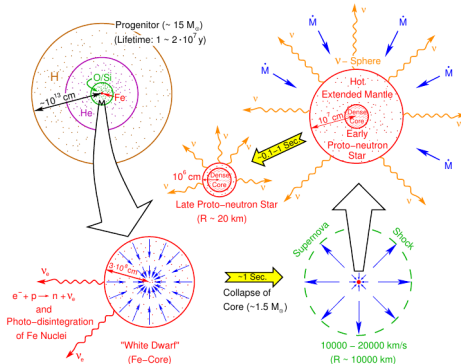 Progenitor (~ 15 M☉)
(Lifetime: 1 ~ 2·10⁷ y)
H
O/Si
~10¹³ cm
Fe
He
M
Ṁ
Ṁ
ν
ν
ν
ν
ν – Sphere
Ṁ
Ṁ
Hot
Extended Mantle
Dense
Core
10⁷ cm
Early
Proto–neutron
Star
Ṁ
Ṁ
ν
ν
ν
ν
~0.1–1 Sec.
ν
ν
ν
ν
ν
10⁶ cm
Dense
Core
Late Proto–neutron Star
(R ~ 20 km)
3·10⁸ cm
νₑ
e⁻+ p → n + νₑ
and
Photo–disintegration
of Fe Nuclei
νₑ
"White Dwarf"
(Fe–Core)
~1 Sec.
Collapse of
Core (~1.5 M☉)
Supernova
Shock
10000 – 20000 km/s
(R ~ 10000 km)